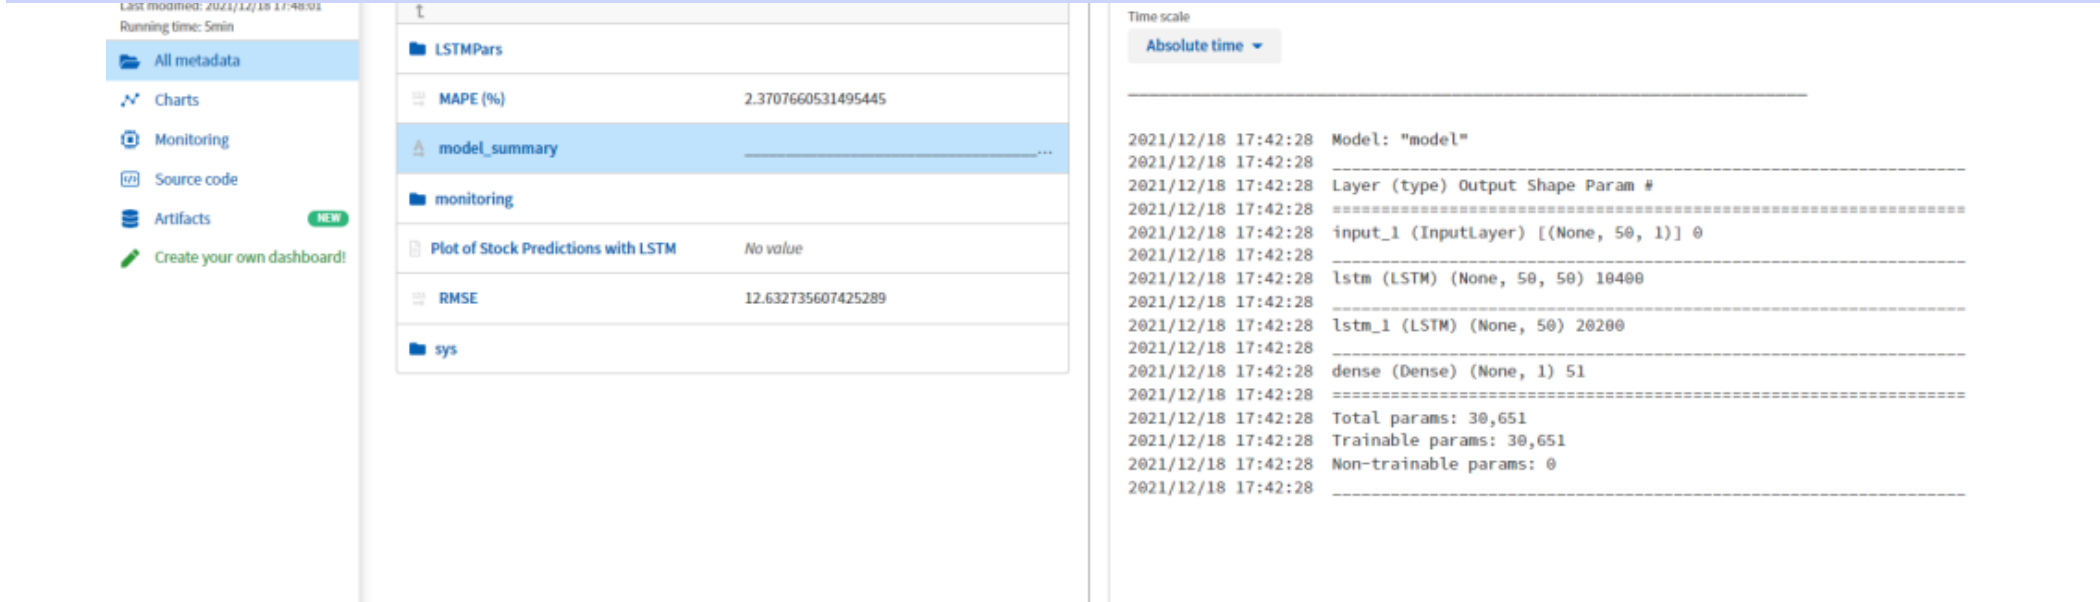 Last modified: 2021/12/18 17:48:01
Running time: 5min
All metadata
Charts
Monitoring
Source code
Artifacts NEW
Create your own dashboard!
LSTMPars
MAPE (%) 2.3707660531495445
model_summary ___________________________________...
monitoring
Plot of Stock Predictions with LSTM No value
RMSE 12.632735607425289
sys
Time scale
Absolute time
_________________________________________________________________
2021/12/18 17:42:28 Model: "model"
2021/12/18 17:42:28 _________________________________________________________________
2021/12/18 17:42:28 Layer (type) Output Shape Param #
2021/12/18 17:42:28 =================================================================
2021/12/18 17:42:28 input_1 (InputLayer) [(None, 50, 1)] 0
2021/12/18 17:42:28 _________________________________________________________________
2021/12/18 17:42:28 lstm (LSTM) (None, 50, 50) 10400
2021/12/18 17:42:28 _________________________________________________________________
2021/12/18 17:42:28 lstm_1 (LSTM) (None, 50) 20200
2021/12/18 17:42:28 _________________________________________________________________
2021/12/18 17:42:28 dense (Dense) (None, 1) 51
2021/12/18 17:42:28 =================================================================
2021/12/18 17:42:28 Total params: 30,651
2021/12/18 17:42:28 Trainable params: 30,651
2021/12/18 17:42:28 Non-trainable params: 0
2021/12/18 17:42:28 _________________________________________________________________